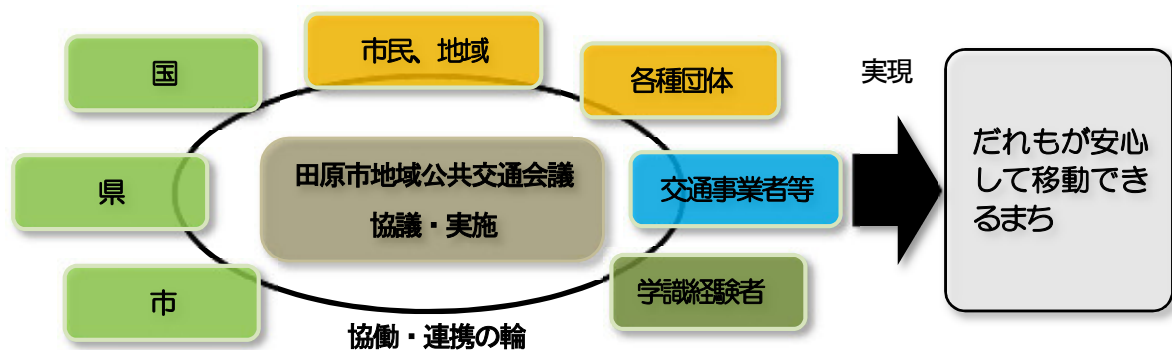 国
市民、地域
各種団体
県
田原市地域公共交通会議
協議・実施
交通事業者等
市
学識経験者
協働・連携の輪
実現
だれもが安心
して移動でき
るまち